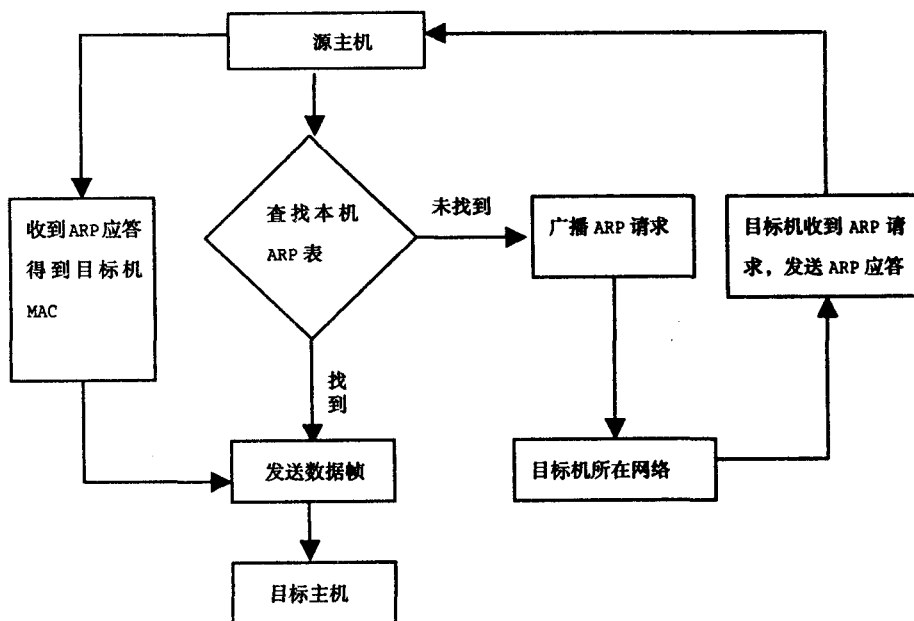 源主机
收到ARP应答
得到目标机
MAC
查找本机
ARP 表
未找到
广播 ARP 请求
目标机收到 ARP 请
求，发送 ARP 应答
找
到
发送数据帧
目标机所在网络
目标主机